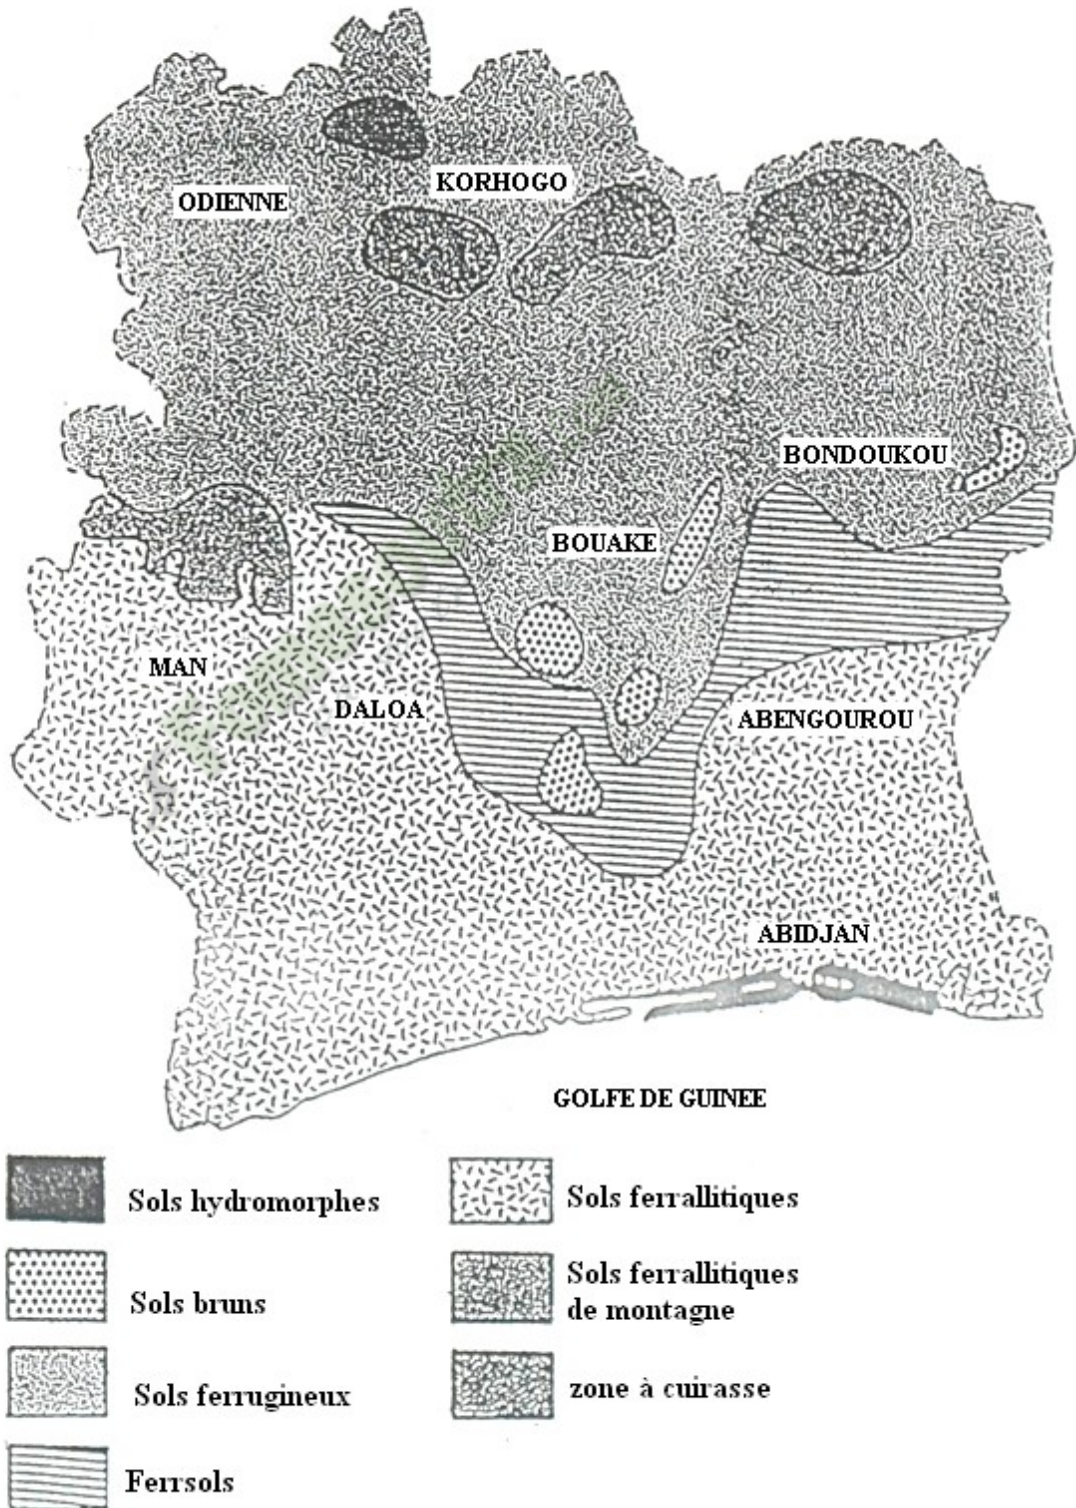 KORHOGO
ODIENNE
BONDOUKOU
BOUAKE
MAN
DALOA
ABENGOUROU
ABIDJAN
GOLFE DE GUINEE
Sols hydromorphes
Sols ferrallitiques
Sols bruns
Sols ferrallitiques
de montagne
Sols ferrugineux
zone à cuirasse
Ferrsols